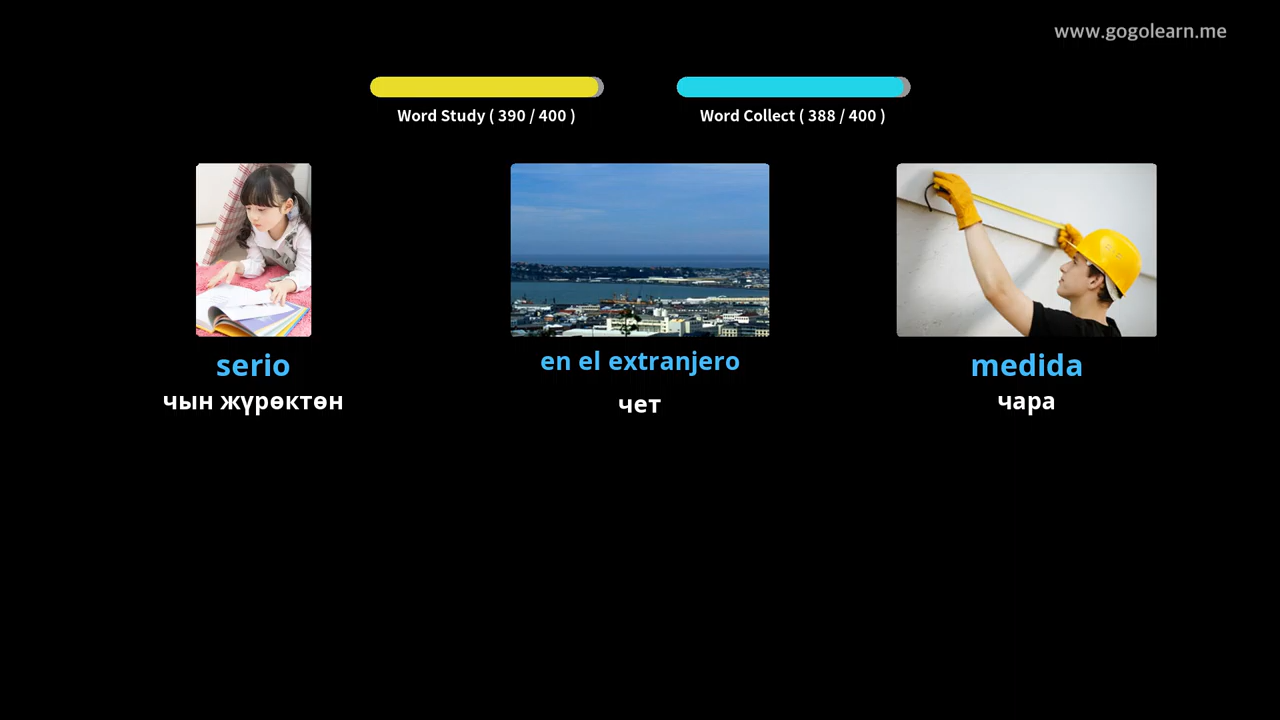 www.gogolearn.me
Word Study ( 390 / 400 )
Word Collect ( 388 / 400 )
serio
en el extranjero
medida
чын жүрөктөн
чет
чара